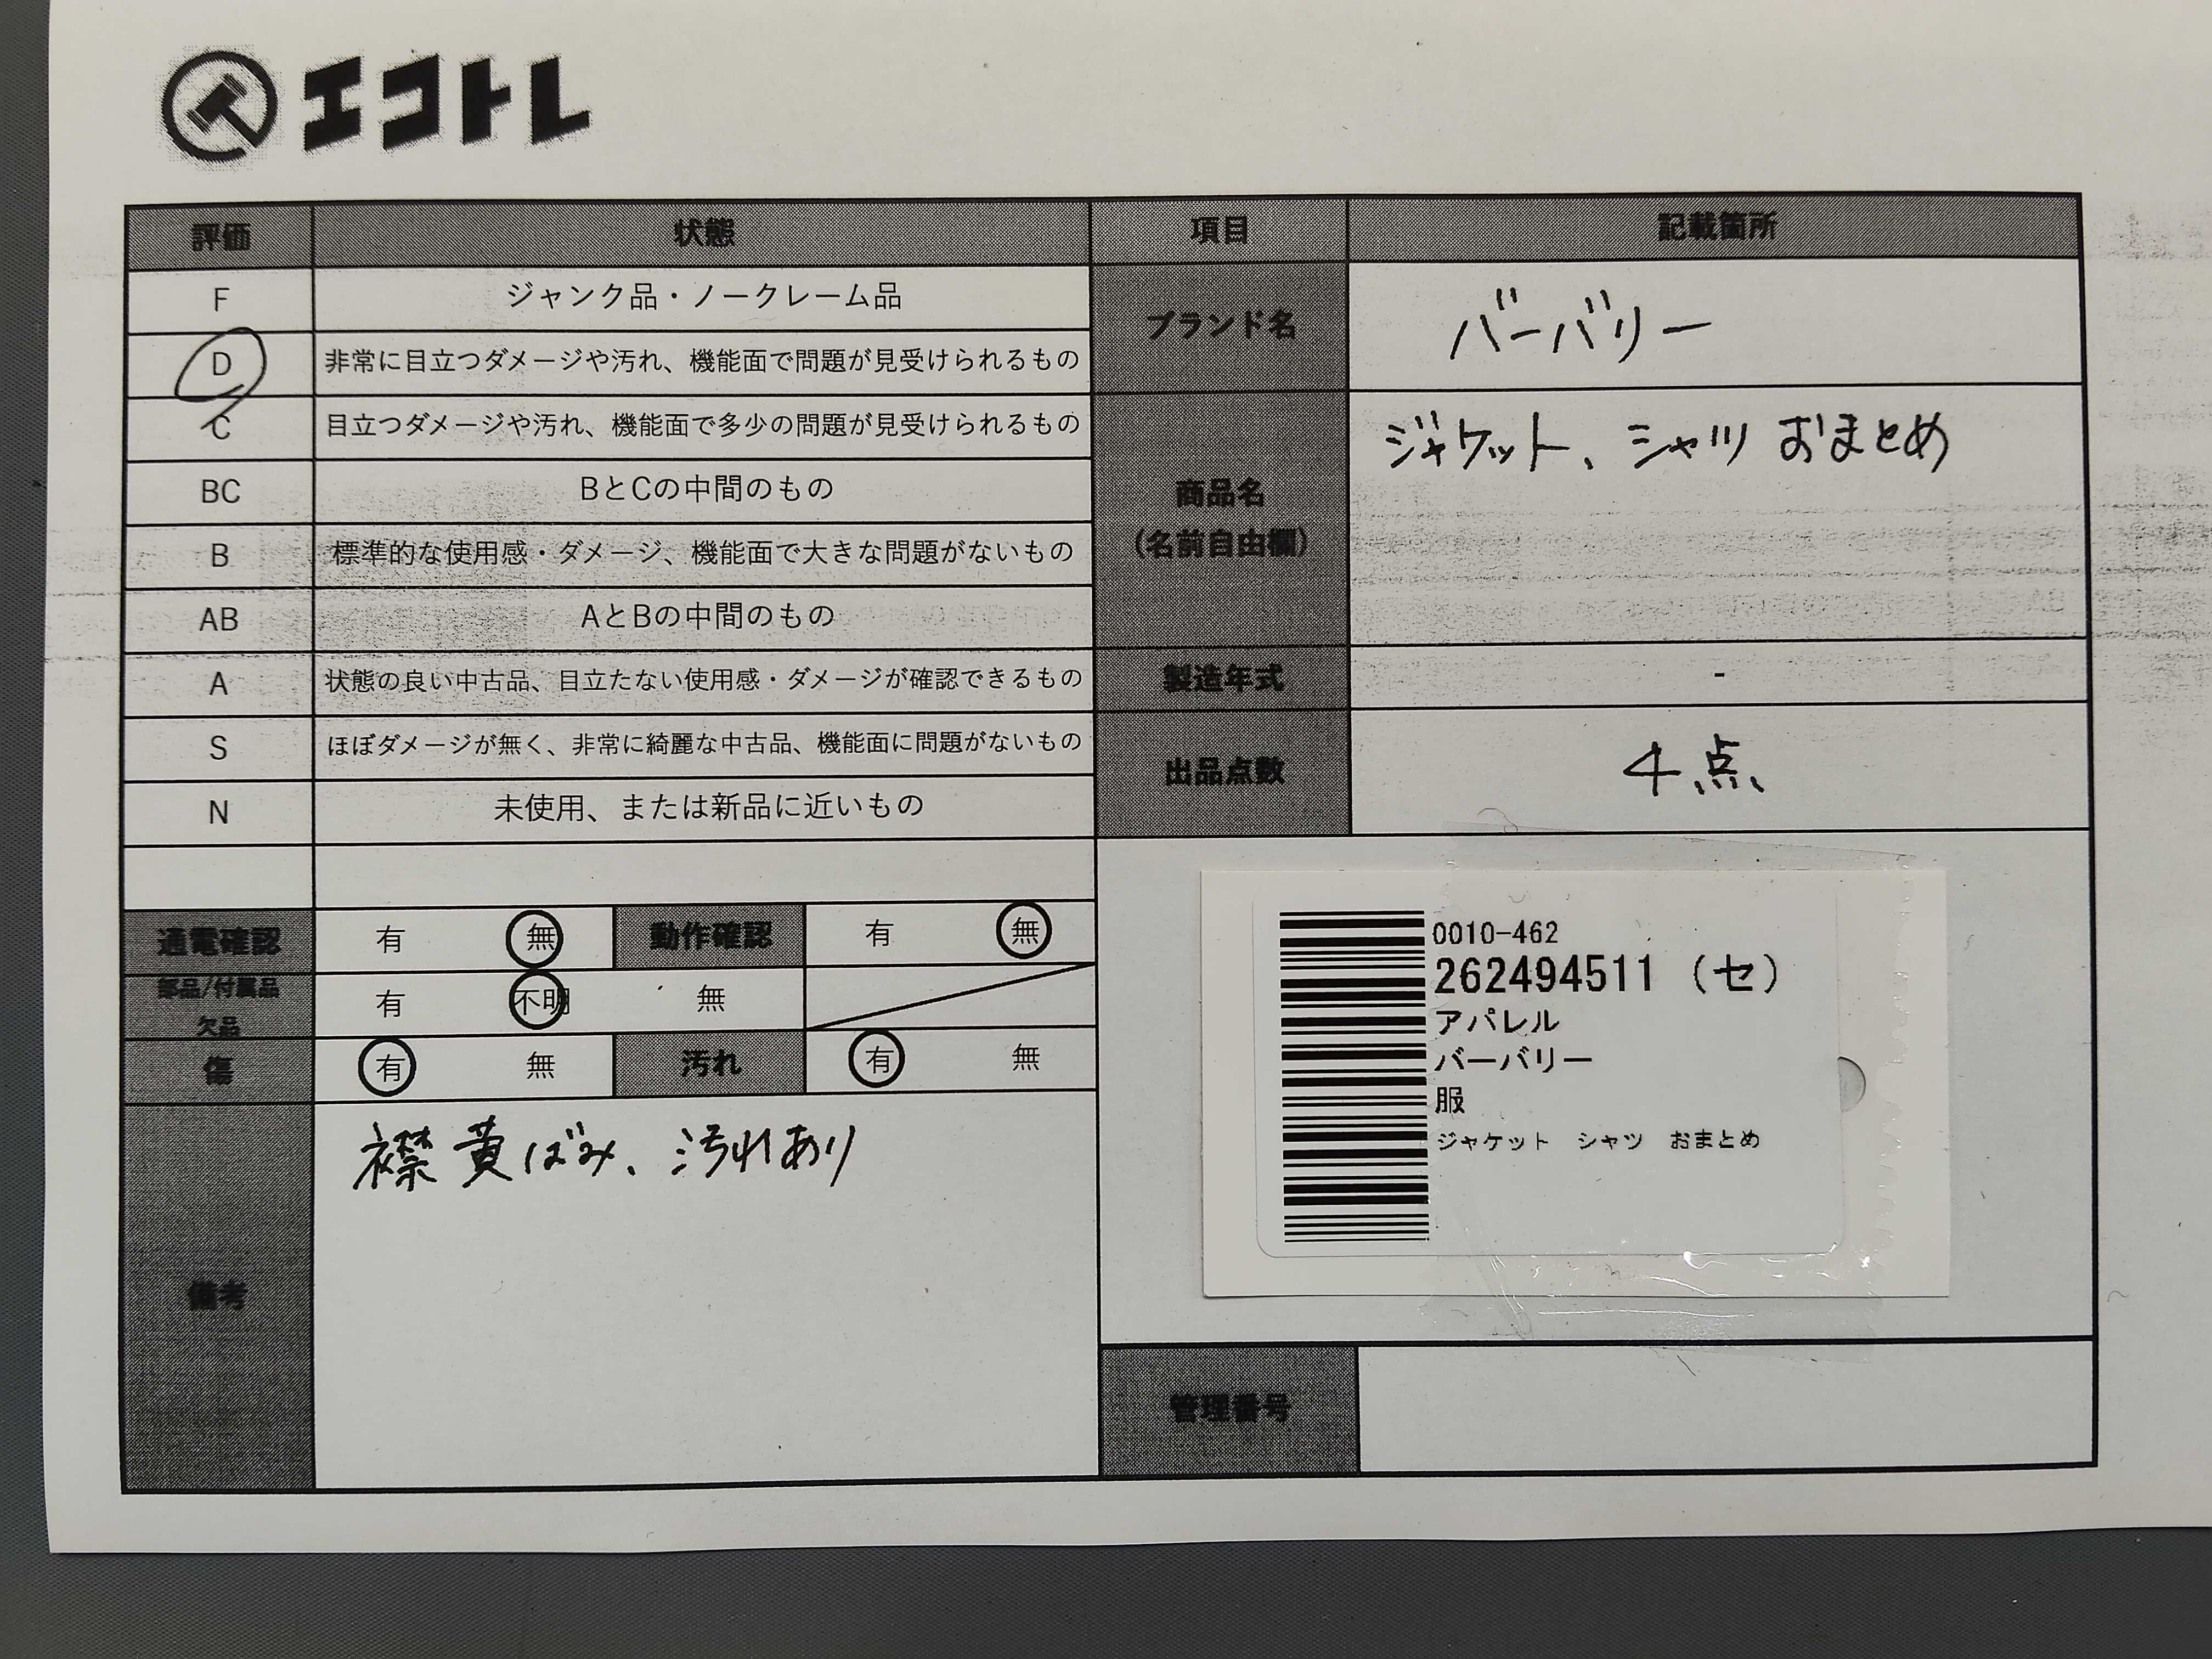 エコトレ
評価 状態 項目 記載箇所
F ジャンク品・ノークレーム品
D 非常に目立つダメージや汚れ、機能面で問題が見受けられるもの
C 目立つダメージや汚れ、機能面で多少の問題が見受けられるもの
BC BとCの中間のもの
B 標準的な使用感・ダメージ、機能面で大きな問題がないもの
AB AとBの中間のもの
A 状態の良い中古品、目立たない使用感・ダメージが確認できるもの
S ほぼダメージが無く、非常に綺麗な中古品、機能面に問題がないもの
N 未使用、または新品に近いもの
ブランド名 バーバリー
商品名
(名前自由欄)
ジャケット、シャツ おまとめ
製造年式 -
出品点数 4点
通電確認 有 無 動作確認 有 無
部品/付属品
欠品
有 不明 無
傷 有 無 汚れ 有 無
備考
襟 黄ばみ、汚れあり
0010-462
262494511 (セ)
アパレル
バーバリー
服
ジャケット シャツ おまとめ
管理番号